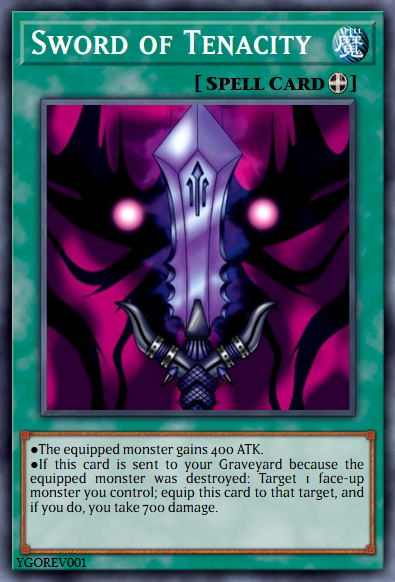 Sword of Tenacity
SPELL
魔
[ Spell Card ]
●The equipped monster gains 400 ATK.
●If this card is sent to your Graveyard because the
equipped monster was destroyed: Target 1 face-up
monster you control; equip this card to that target, and
if you do, you take 700 damage.
YGOREV001